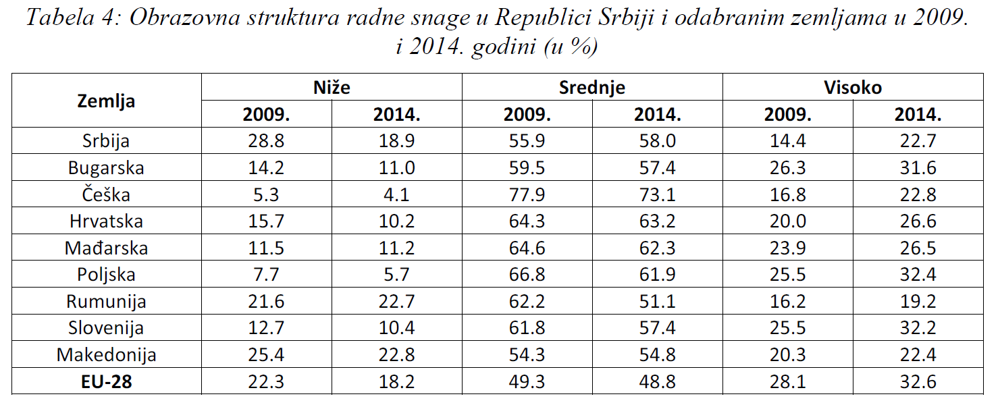 Tabela 4: Obrazovna struktura radne snage u Republici Srbiji i odabranim zemljama u 2009.
i 2014. godini (u %)
Zemlja Niže Srednje Visoko
2009. 2014. 2009. 2014. 2009. 2014.
Srbija 28.8 18.9 55.9 58.0 14.4 22.7
Bugarska 14.2 11.0 59.5 57.4 26.3 31.6
Češka 5.3 4.1 77.9 73.1 16.8 22.8
Hrvatska 15.7 10.2 64.3 63.2 20.0 26.6
Mađarska 11.5 11.2 64.6 62.3 23.9 26.5
Poljska 7.7 5.7 66.8 61.9 25.5 32.4
Rumunija 21.6 22.7 62.2 51.1 16.2 19.2
Slovenija 12.7 10.4 61.8 57.4 25.5 32.2
Makedonija 25.4 22.8 54.3 54.8 20.3 22.4
EU-28 22.3 18.2 49.3 48.8 28.1 32.6